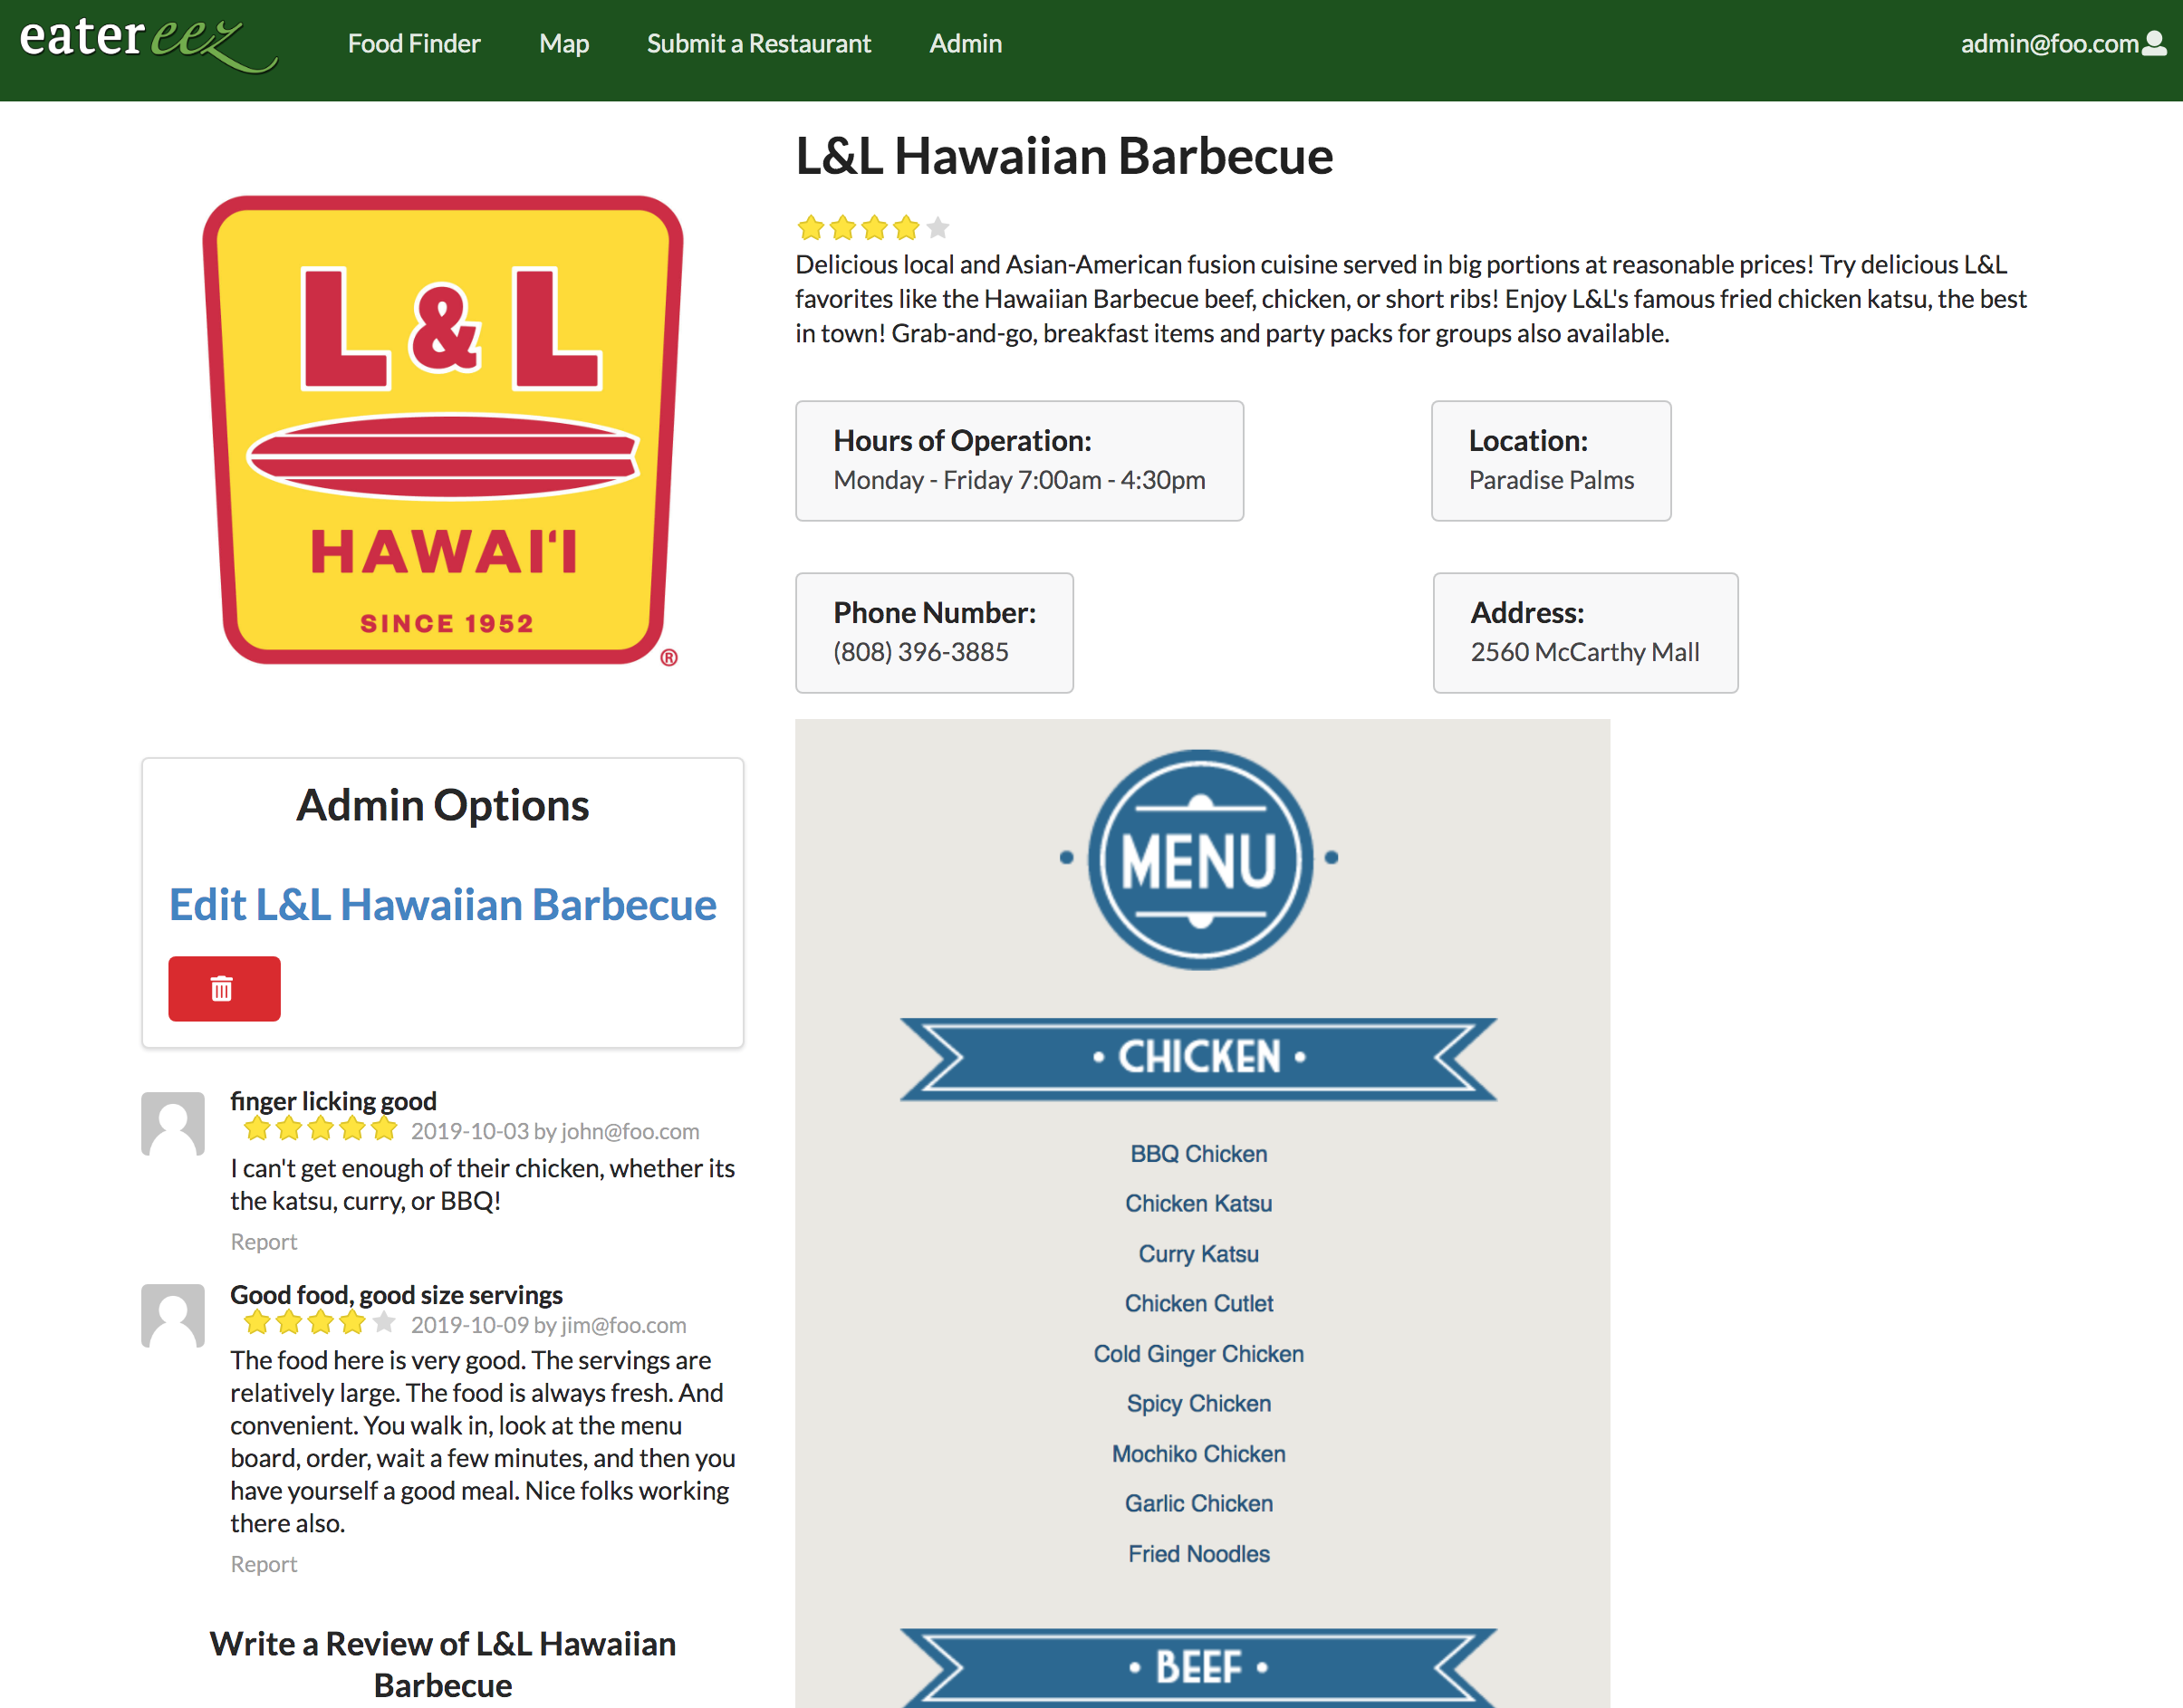 eatereez
Food Finder
Map
Submit a Restaurant
Admin
admin@foo.com
L&L
HAWAI'I
SINCE 1952
®
Admin Options
Edit L&L Hawaiian Barbecue
finger licking good
2019-10-03 by john@foo.com
I can't get enough of their chicken, whether its
the katsu, curry, or BBQ!
Report
Good food, good size servings
2019-10-09 by jim@foo.com
The food here is very good. The servings are
relatively large. The food is always fresh. And
convenient. You walk in, look at the menu
board, order, wait a few minutes, and then you
have yourself a good meal. Nice folks working
there also.
Report
Write a Review of L&L Hawaiian
Barbecue
L&L Hawaiian Barbecue
Delicious local and Asian-American fusion cuisine served in big portions at reasonable prices! Try delicious L&L
favorites like the Hawaiian Barbecue beef, chicken, or short ribs! Enjoy L&L's famous fried chicken katsu, the best
in town! Grab-and-go, breakfast items and party packs for groups also available.
Hours of Operation:
Monday - Friday 7:00am - 4:30pm
Location:
Paradise Palms
Phone Number:
(808) 396-3885
Address:
2560 McCarthy Mall
• MENU •
• CHICKEN •
BBQ Chicken
Chicken Katsu
Curry Katsu
Chicken Cutlet
Cold Ginger Chicken
Spicy Chicken
Mochiko Chicken
Garlic Chicken
Fried Noodles
• BEEF •